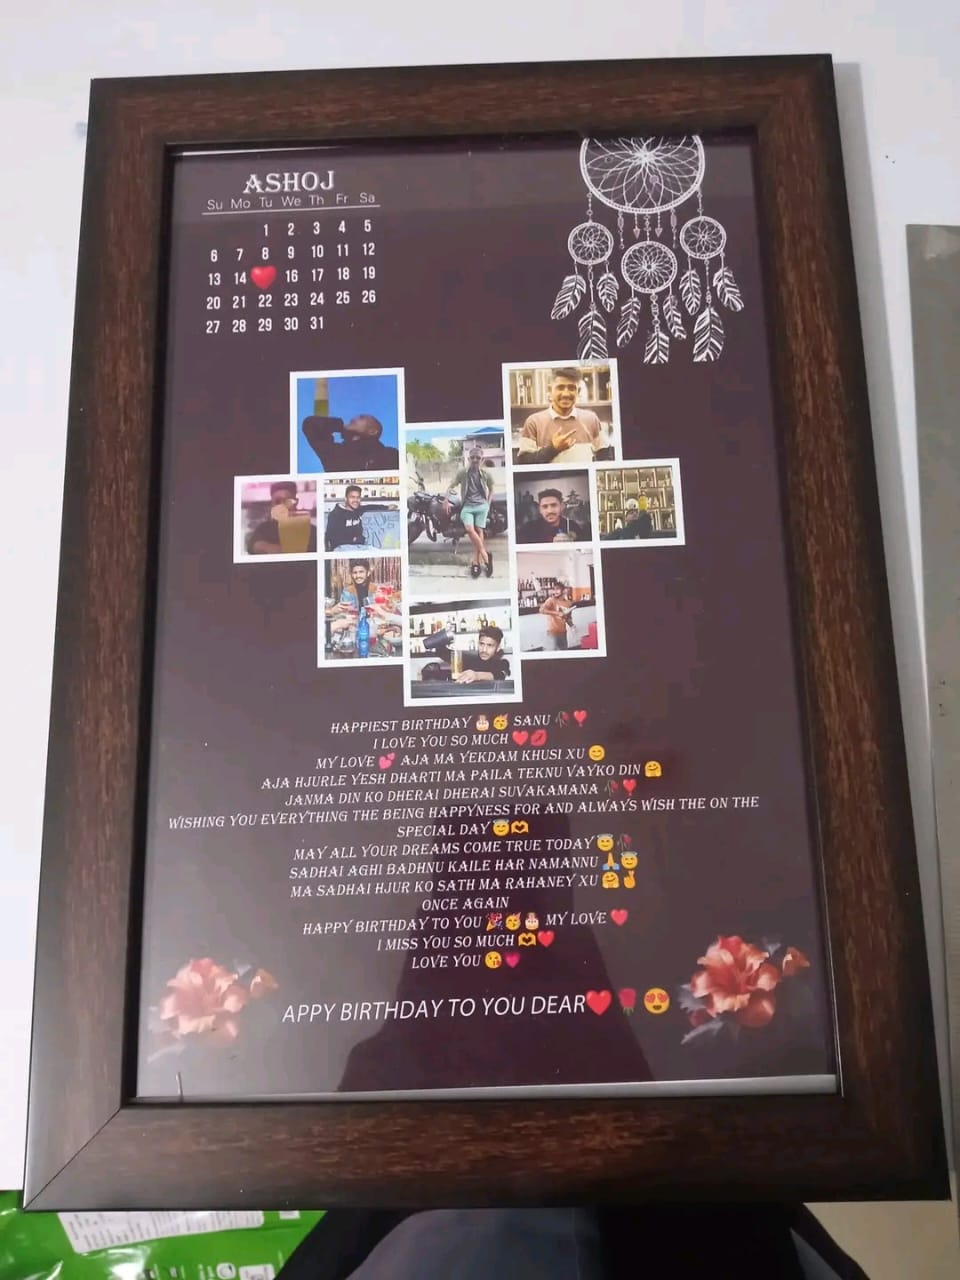 ASHOJ
Su Mo Tu We Th Fr Sa
1 2 3 4 5
6 7 8 9 10 11 12
13 14 ❤️ 16 17 18 19
20 21 22 23 24 25 26
27 28 29 30 31
HAPPIEST BIRTHDAY 🎂🥳 SANU 🥀❣️
I LOVE YOU SO MUCH ❤️💋
MY LOVE 💕 AJA MA YEKDAM KHUSI XU 😊
AJA HJURLE YESH DHARTI MA PAILA TEKNU VAYKO DIN 🤗
JANMA DIN KO DHERAI DHERAI SUVAKAMANA 🥀❣️
WISHING YOU EVERYTHING THE BEING HAPPYNESS FOR AND ALWAYS WISH THE ON THE
SPECIAL DAY 😇🫶
MAY ALL YOUR DREAMS COME TRUE TODAY 😇🥀
SADHAI AGHI BADHNU KAILE HAR NAMANNU 🙏😇
MA SADHAI HJUR KO SATH MA RAHANEY XU 🤗🤞
ONCE AGAIN
HAPPY BIRTHDAY TO YOU 🎉🥳🎂 MY LOVE ❤️
I MISS YOU SO MUCH 🫶❤️
LOVE YOU 😘💗
APPY BIRTHDAY TO YOU DEAR❤️🌹😍